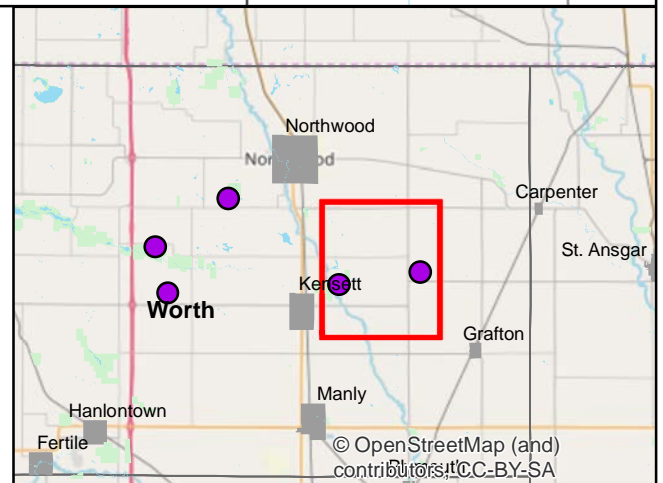 Northwood
Carpenter
St. Ansgar
Kensett
Worth
Grafton
Manly
Hanlontown
Fertile
© OpenStreetMap (and)
contributors, CC-BY-SA